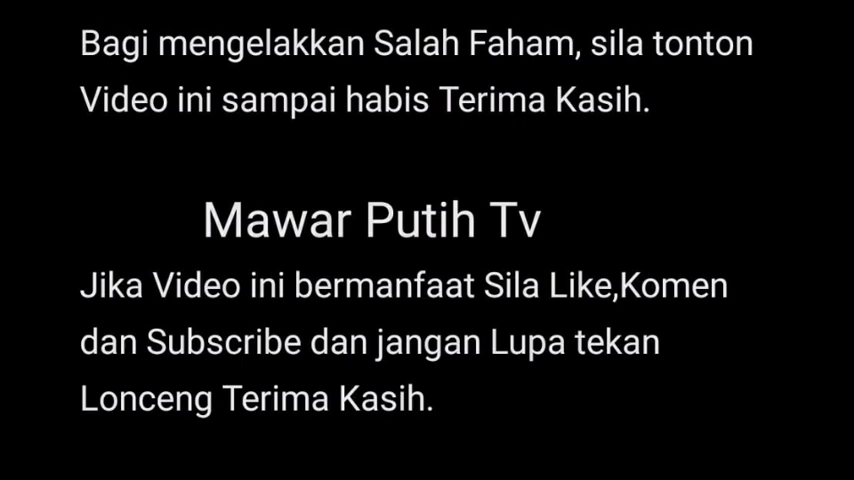 Bagi mengelakkan Salah Faham, sila tonton
Video ini sampai habis Terima Kasih.
Mawar Putih Tv
Jika Video ini bermanfaat Sila Like,Komen
dan Subscribe dan jangan Lupa tekan
Lonceng Terima Kasih.